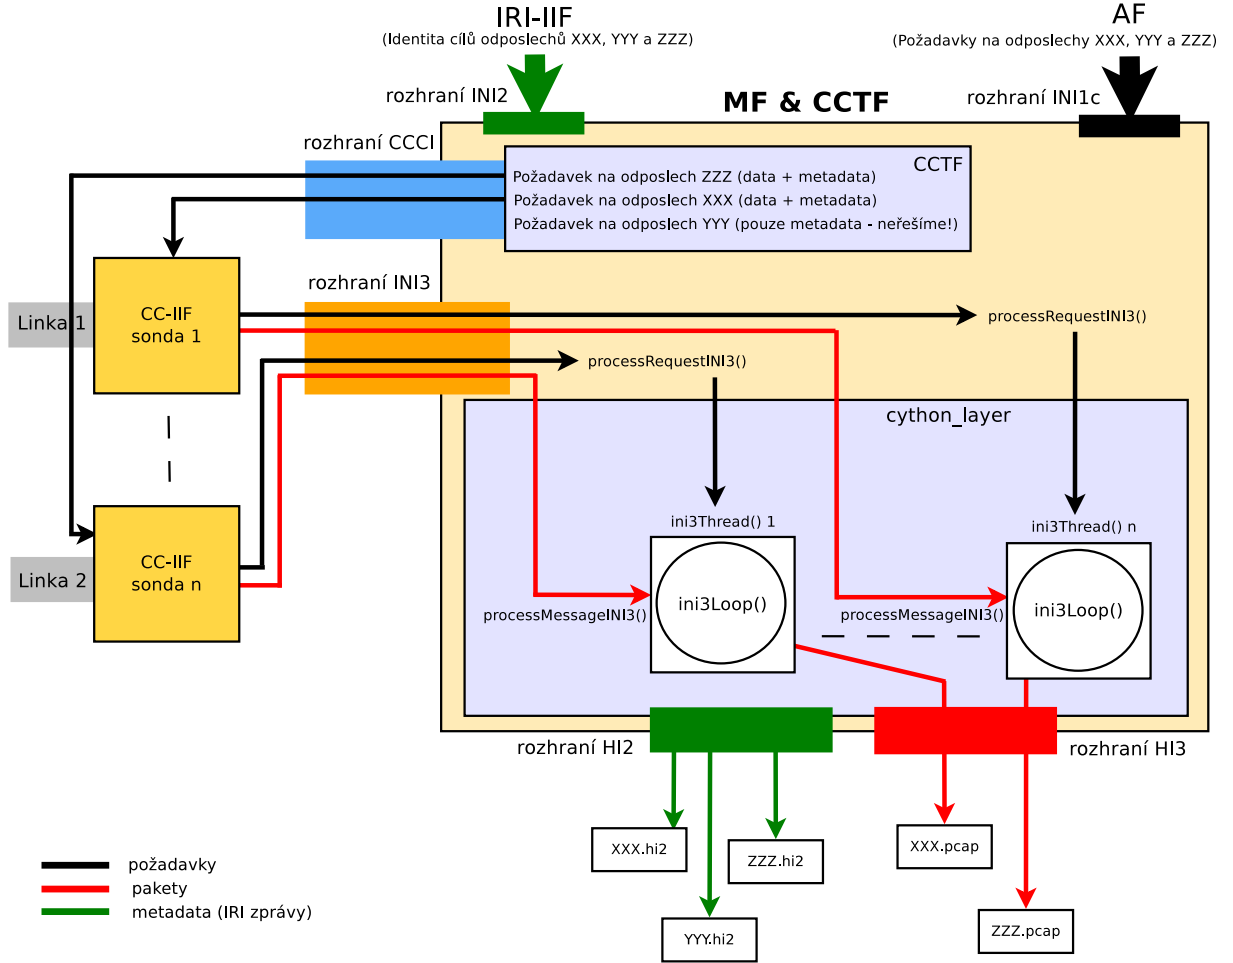 IRI-IIF
(Identita cílů odposlechů XXX, YYY a ZZZ)
AF
(Požadavky na odposlechy XXX, YYY a ZZZ)
rozhraní INI2
MF & CCTF
rozhraní INI1c
rozhraní CCCI
CCTF
Požadavek na odposlech ZZZ (data + metadata)
Požadavek na odposlech XXX (data + metadata)
Požadavek na odposlech YYY (pouze metadata - neřešíme!)
rozhraní INI3
Linka 1
CC-IIF
sonda 1
processRequestINI3()
processRequestINI3()
cython_layer
ini3Thread() 1
ini3Thread() n
Linka 2
CC-IIF
sonda n
ini3Loop()
ini3Loop()
processMessageINI3()
processMessageINI3()
rozhraní HI2
rozhraní HI3
XXX.hi2
ZZZ.hi2
XXX.pcap
YYY.hi2
ZZZ.pcap
požadavky
pakety
metadata (IRI zprávy)